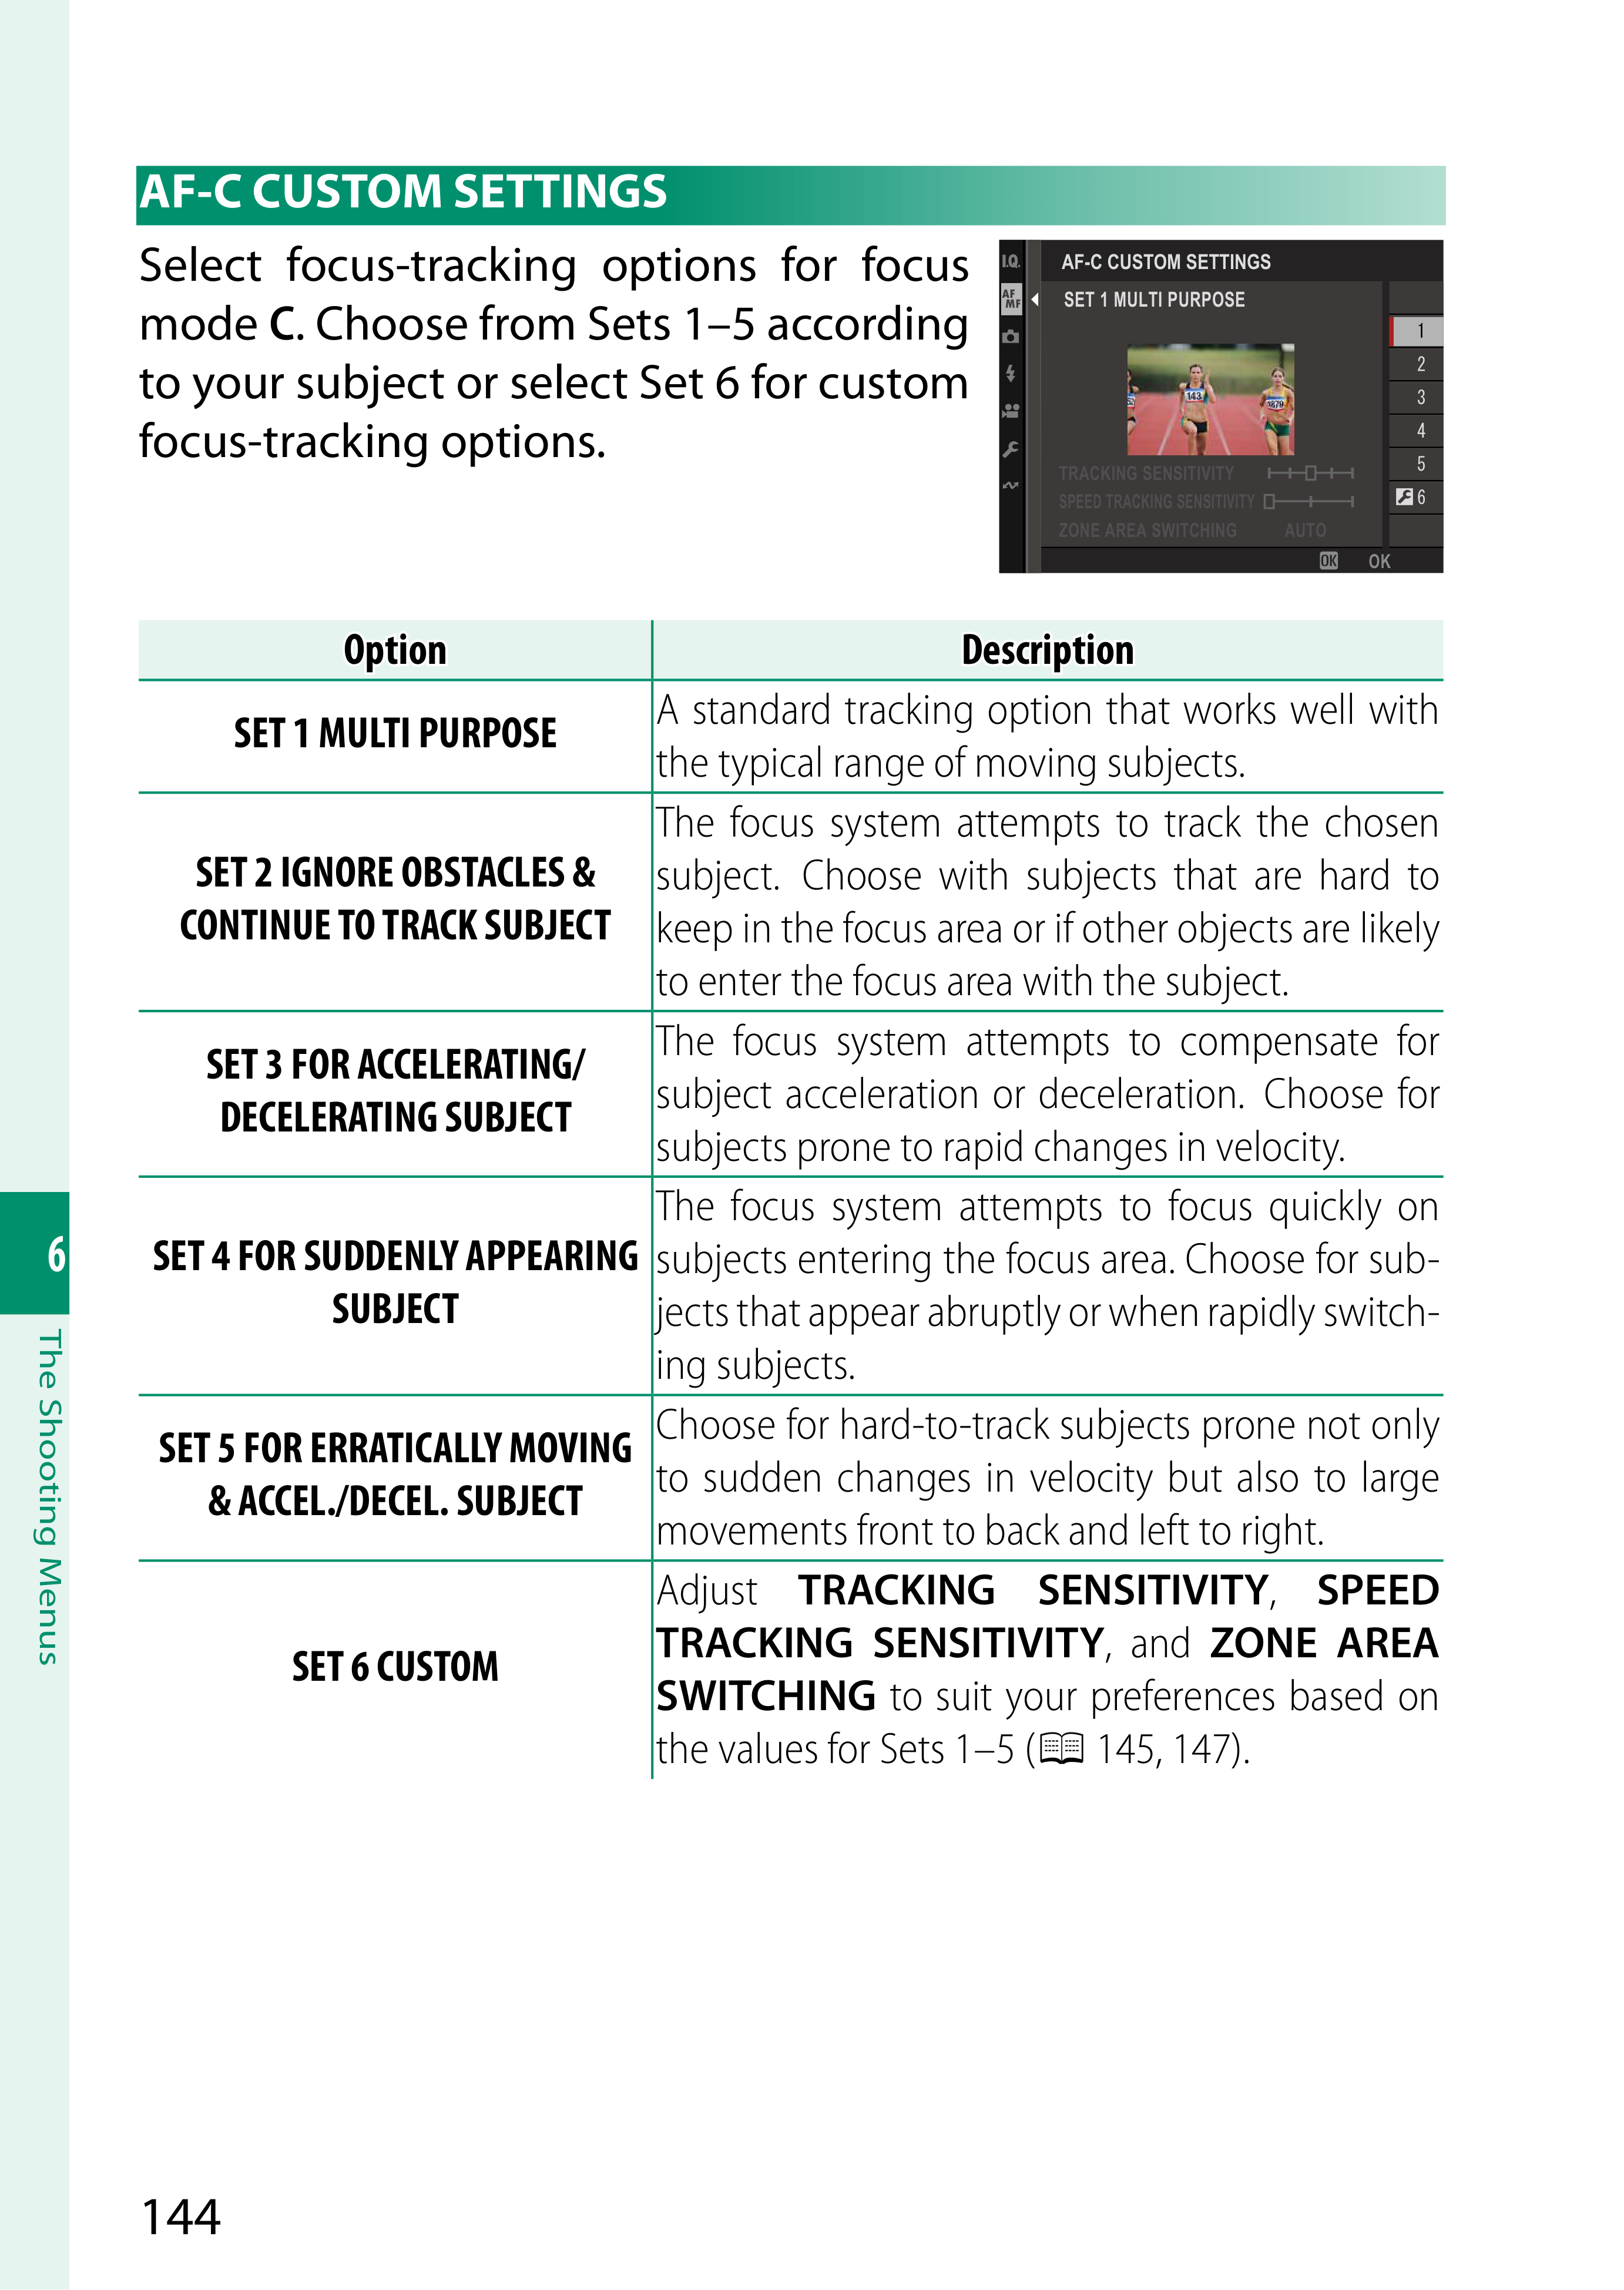 AF-C CUSTOM SETTINGS
Select focus-tracking options for focus
mode C. Choose from Sets 1–5 according
to your subject or select Set 6 for custom
focus-tracking options.
I.Q.
AF
MF
AF-C CUSTOM SETTINGS
SET 1 MULTI PURPOSE
143
TRACKING SENSITIVITY
SPEED TRACKING SENSITIVITY
ZONE AREA SWITCHING AUTO
1
2
3
4
5
6
OK OK
Option Description
SET 1 MULTI PURPOSE
A standard tracking option that works well with
the typical range of moving subjects.
SET 2 IGNORE OBSTACLES &
CONTINUE TO TRACK SUBJECT
The focus system attempts to track the chosen
subject. Choose with subjects that are hard to
keep in the focus area or if other objects are likely
to enter the focus area with the subject.
SET 3 FOR ACCELERATING/
DECELERATING SUBJECT
The focus system attempts to compensate for
subject acceleration or deceleration. Choose for
subjects prone to rapid changes in velocity.
SET 4 FOR SUDDENLY APPEARING
SUBJECT
The focus system attempts to focus quickly on
subjects entering the focus area. Choose for sub-
jects that appear abruptly or when rapidly switch-
ing subjects.
SET 5 FOR ERRATICALLY MOVING
& ACCEL./DECEL. SUBJECT
Choose for hard-to-track subjects prone not only
to sudden changes in velocity but also to large
movements front to back and left to right.
SET 6 CUSTOM
Adjust TRACKING SENSITIVITY, SPEED
TRACKING SENSITIVITY, and ZONE AREA
SWITCHING to suit your preferences based on
the values for Sets 1–5 (145, 147).
6
The Shooting Menus
144